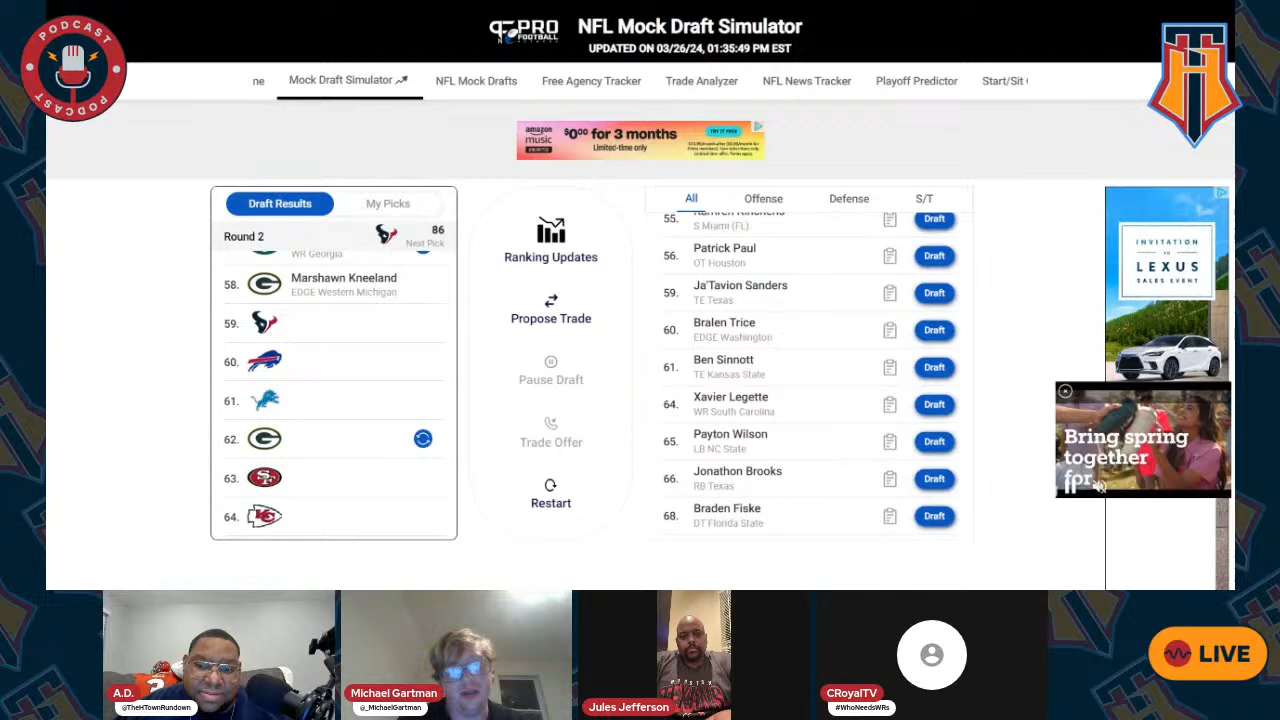 PODCAST
PODCAST
PRO
FOOTBALL
NFL Mock Draft Simulator
UPDATED ON 03/26/24, 01:35:49 PM EST
ne
Mock Draft Simulator
NFL Mock Drafts
Free Agency Tracker
Trade Analyzer
NFL News Tracker
Playoff Predictor
Start/Sit
amazon
music
$0.00 for 3 months
Limited-time only
TRY IT FREE
Draft Results
My Picks
Round 2
86
Next Pick
WR Georgia
58.
Marshawn Kneeland
EDGE Western Michigan
59.
60.
61.
62.
63.
64.
Ranking Updates
Propose Trade
Pause Draft
Trade Offer
Restart
All
Offense
Defense
S/T
55.
Kamren Kinchens
S Miami (FL)
Draft
56.
Patrick Paul
OT Houston
Draft
59.
Ja'Tavion Sanders
TE Texas
Draft
60.
Bralen Trice
EDGE Washington
Draft
61.
Ben Sinnott
TE Kansas State
Draft
64.
Xavier Legette
WR South Carolina
Draft
65.
Payton Wilson
LB NC State
Draft
66.
Jonathon Brooks
RB Texas
Draft
68.
Braden Fiske
DT Florida State
Draft
INVITATION
TO
LEXUS
SALES EVENT
Bring spring
together
for
A.D.
@TheHTownRundown
Michael Gartman
@_MichaelGartman
Jules Jefferson
CRoyalTV
#WhoNeedsWRs
LIVE